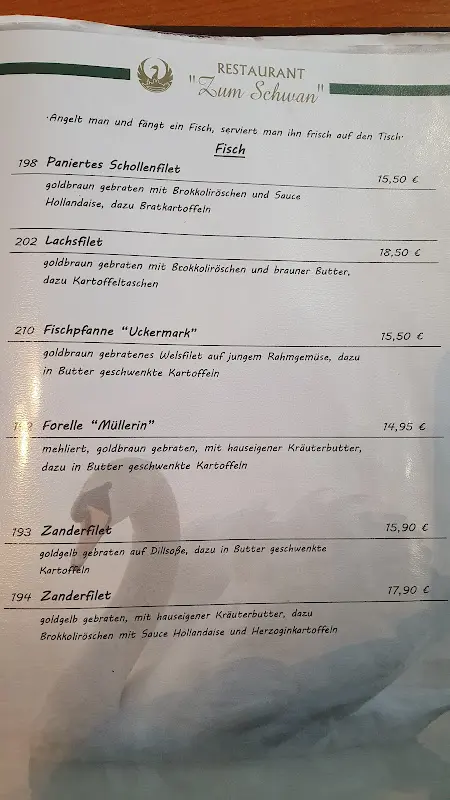 RESTAURANT
"Zum Schwan"
·Angelt man und fängt ein Fisch, serviert man ihn frisch auf den Tisch·
Fisch
198 Paniertes Schollenfilet 15,50 €
goldbraun gebraten mit Brokkoliröschen und Sauce
Hollandaise, dazu Bratkartoffeln
202 Lachsfilet 18,50 €
goldbraun gebraten mit Brokkoliröschen und brauner Butter,
dazu Kartoffeltaschen
210 Fischpfanne "Uckermark" 15,50 €
goldbraun gebratenes Welsfilet auf jungem Rahmgemüse, dazu
in Butter geschwenkte Kartoffeln
Forelle "Müllerin" 14,95 €
mehliert, goldbraun gebraten, mit hauseigener Kräuterbutter,
dazu in Butter geschwenkte Kartoffeln
193 Zanderfilet 15,90 €
goldgelb gebraten auf Dillsoße, dazu in Butter geschwenkte
Kartoffeln
194 Zanderfilet 17,90 €
goldgelb gebraten, mit hauseigener Kräuterbutter, dazu
Brokkoliröschen mit Sauce Hollandaise und Herzoginkartoffeln